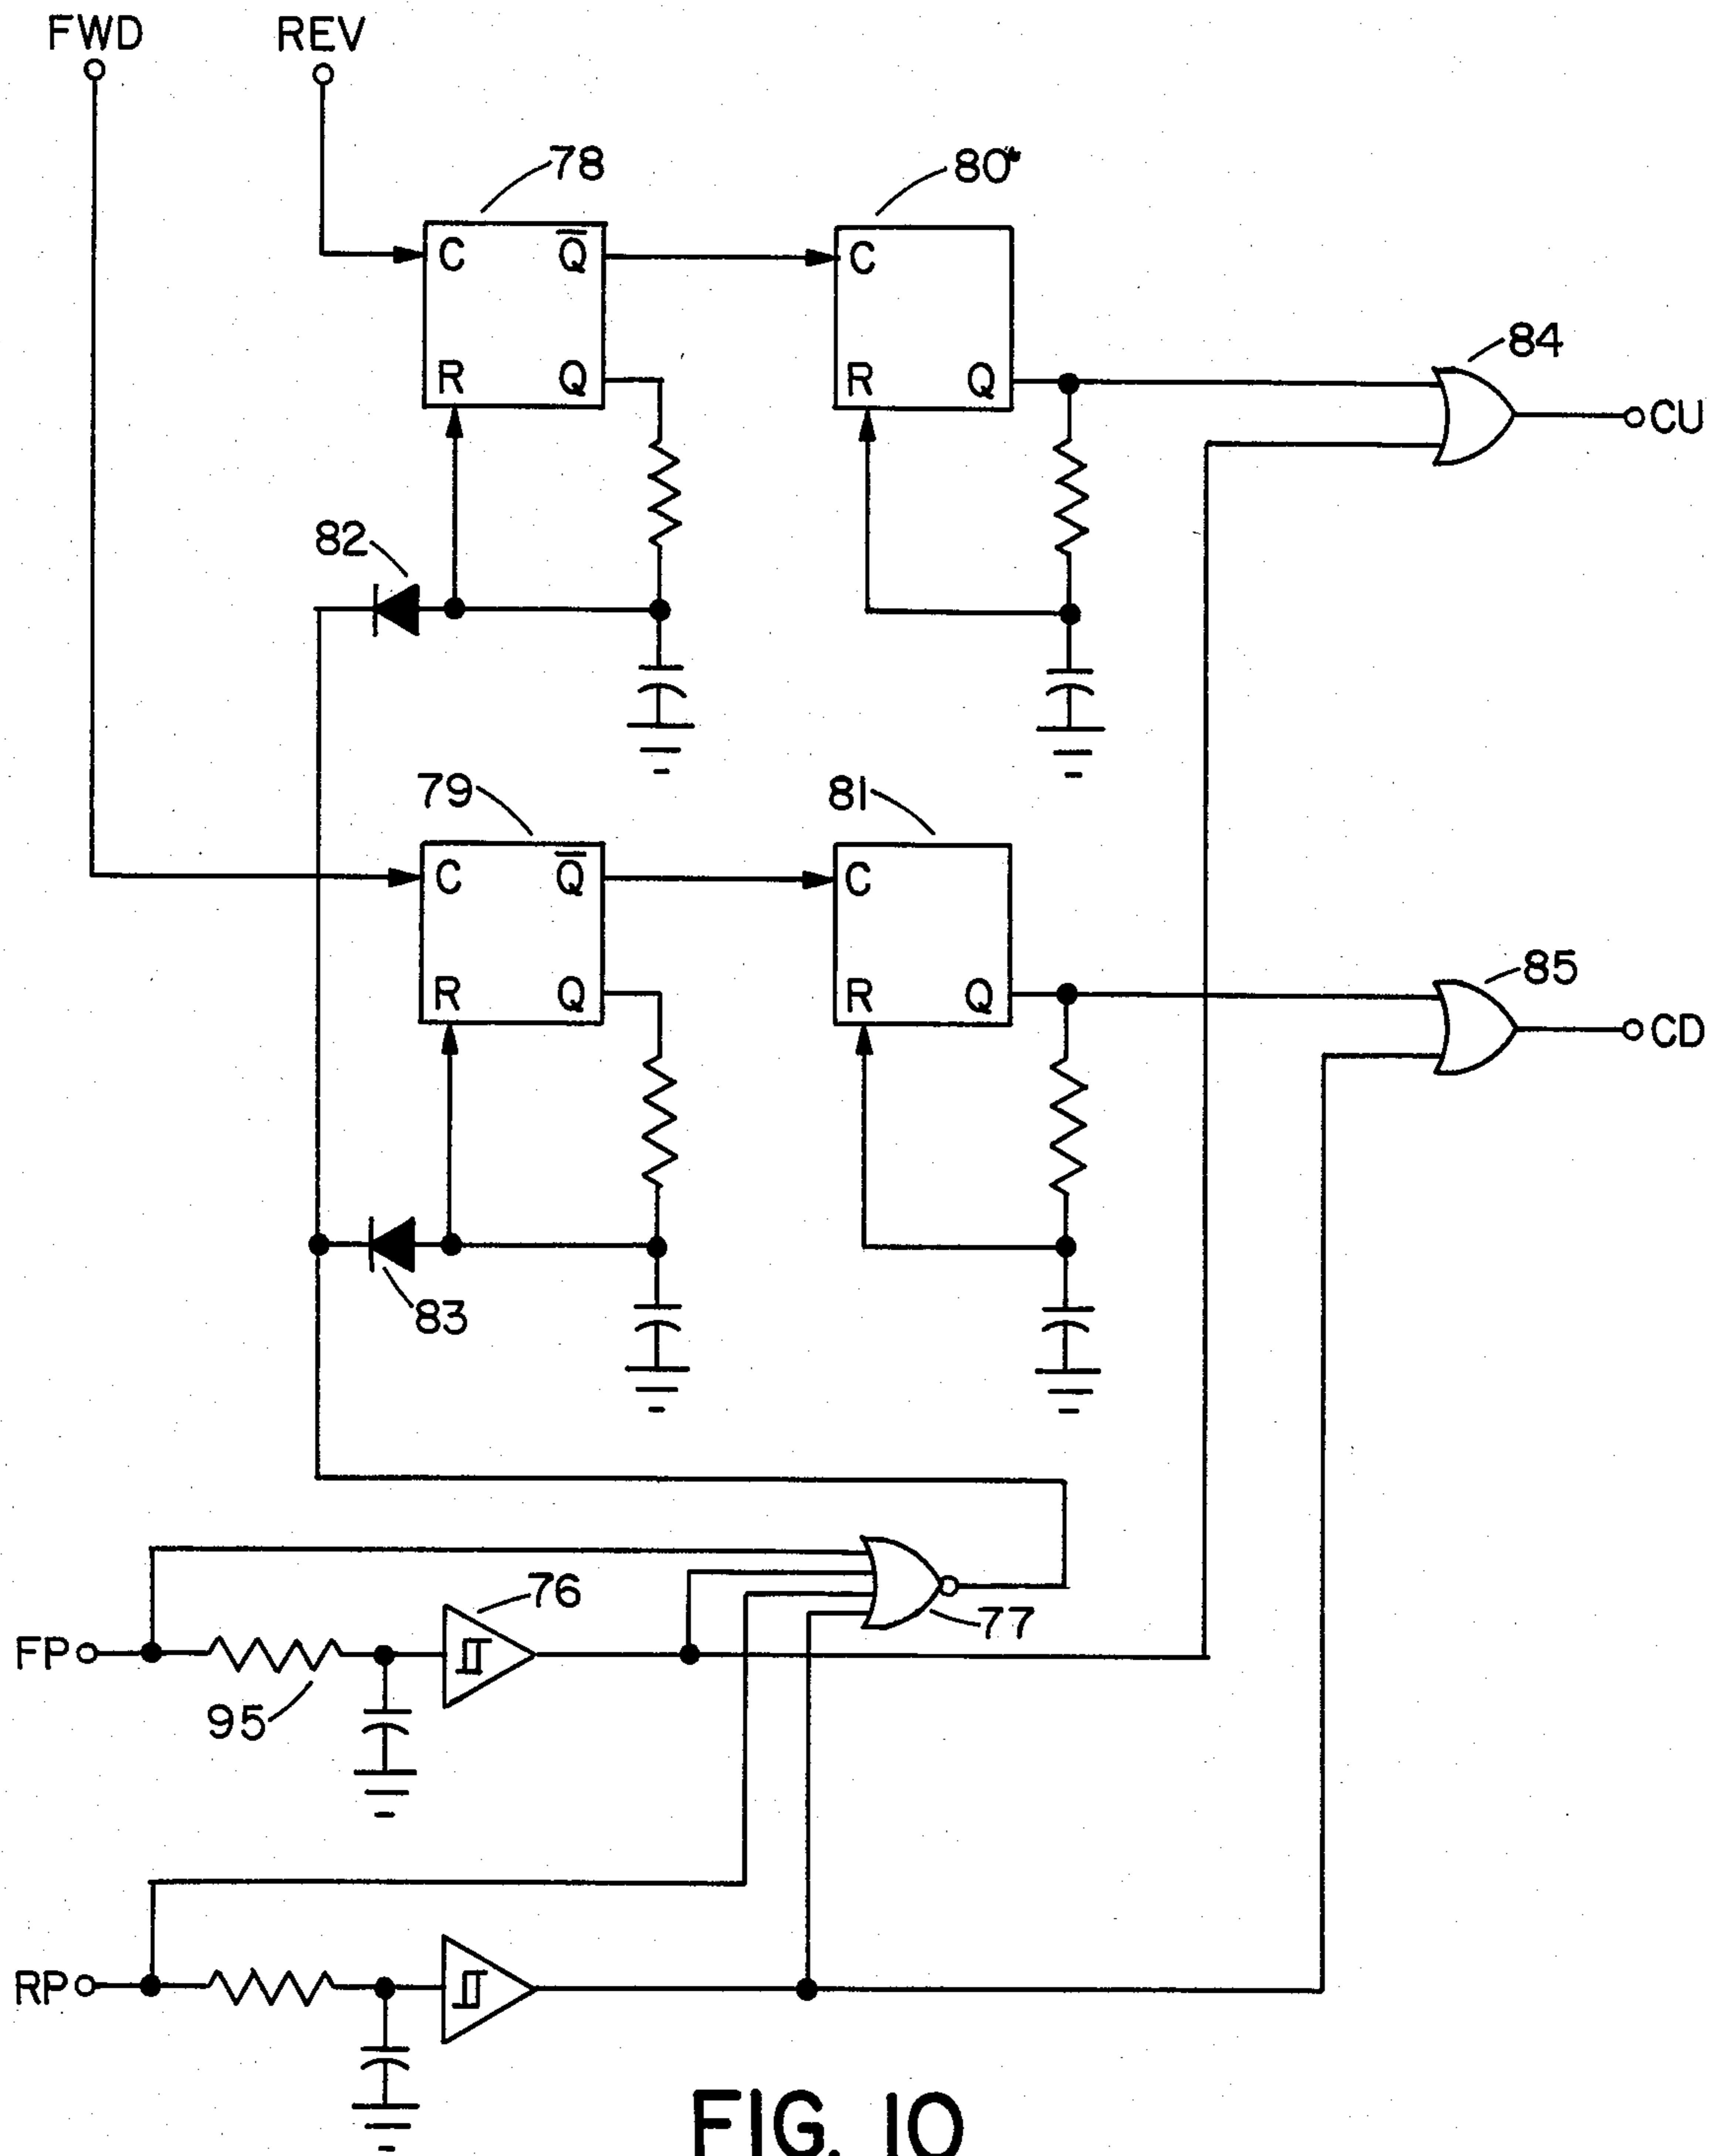 FWD REV
78
80
C Q̅
C
84
R Q
R Q
CU
82
79
81
C Q̅
C
85
R Q
R Q
CD
83
76
77
FP
95
RP
FIG. 10